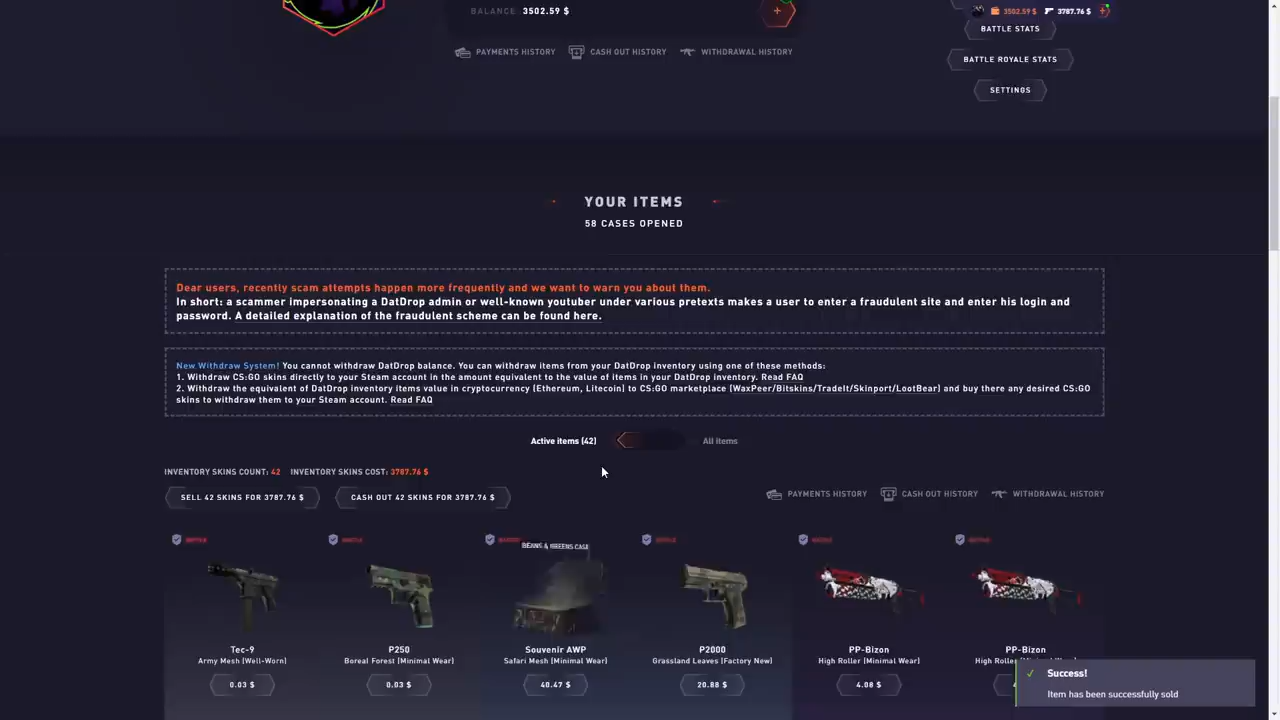 BALANCE: 3502.59 $
3502.59 $ 3787.76 $
BATTLE STATS
PAYMENTS HISTORY CASH OUT HISTORY WITHDRAWAL HISTORY
BATTLE ROYALE STATS
SETTINGS
YOUR ITEMS
58 CASES OPENED
Dear users, recently scam attempts happen more frequently and we want to warn you about them.
In short: a scammer impersonating a DatDrop admin or well-known youtuber under various pretexts makes a user to enter a fraudulent site and enter his login and
password. A detailed explanation of the fraudulent scheme can be found here.
New Withdraw System! You cannot withdraw DatDrop balance. You can withdraw items from your DatDrop inventory using one of these methods:
1. Withdraw CS:GO skins directly to your Steam account in the amount equivalent to the value of items in your DatDrop inventory. Read FAQ
2. Withdraw the equivalent of DatDrop inventory items value in cryptocurrency (Ethereum, Litecoin) to CS:GO marketplace (WaxPeer/Bitskins/TradeIt/Skinport/LootBear) and buy there any desired CS:GO
skins to withdraw them to your Steam account. Read FAQ
Active items (42) All items
INVENTORY SKINS COUNT: 42 INVENTORY SKINS COST: 3787.76 $
SELL 42 SKINS FOR 3787.76 $ CASH OUT 42 SKINS FOR 3787.76 $ PAYMENTS HISTORY CASH OUT HISTORY WITHDRAWAL HISTORY
BEANS & GREENS CASE
Tec-9 P250 Souvenir AWP P2000 PP-Bizon PP-Bizon
Army Mesh (Well-Worn) Boreal Forest (Minimal Wear) Safari Mesh (Minimal Wear) Grassland Leaves (Factory New) High Roller (Minimal Wear) High
0.03 $ 0.03 $ 40.47 $ 20.88 $ 4.08 $
Success!
Item has been successfully sold